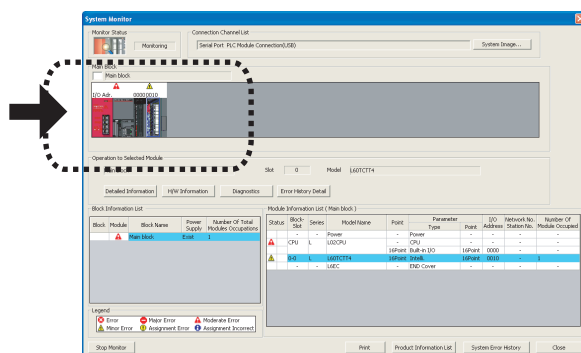 System Monitor
Monitor Status
Monitoring
Connection Channel List
Serial Port PLC Module Connection(USB)
System Image...
Main Block
Main block
I/O Adr. 0000 0010
Operation to Selected Module
Main block
Slot 0 Model L60TCTT4
Detailed Information
H/W Information
Diagnostics
Error History Detail
Block Information List
Block Module Block Name Power Supply Number Of Total Modules Occupations
Main block Exist 1
Module Information List ( Main block )
Status Block-Slot Series Model Name Point Parameter Type Point I/O Address Network No. Station No. Number Of Module Occupied
- - Power - Power - - - -
CPU L L02CPU - CPU - - - -
16Point Built-in I/O 16Point 0000 - -
0-0 L L60TCTT4 16Point Intelli. 16Point 0010 - 1
- - L6EC - END Cover - - - -
Legend
Error Major Error Moderate Error
Minor Error Assignment Error Assignment Incorrect
Stop Monitor
Print
Product Information List
System Error History
Close